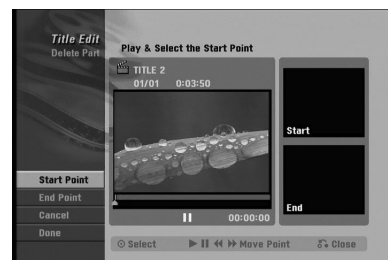 Title Edit
Delete Part
Play & Select the Start Point
TITLE 2
01/01 0:03:50
Start
End
Start Point
End Point
Cancel
Done
00:00:00
Select Move Point Close